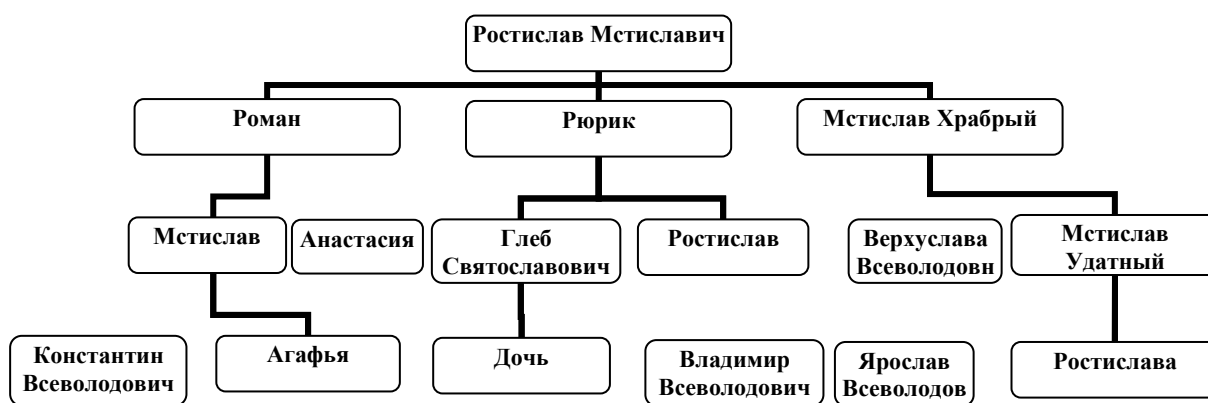 Ростислав Мстиславич
Роман
Рюрик
Мстислав Храбрый
Мстислав
Анастасия
Глеб
Святославович
Ростислав
Верхуслава
Всеволодовн
Мстислав
Удатный
Константин
Всеволодович
Агафья
Дочь
Владимир
Всеволодович
Ярослав
Всеволодов
Ростислава